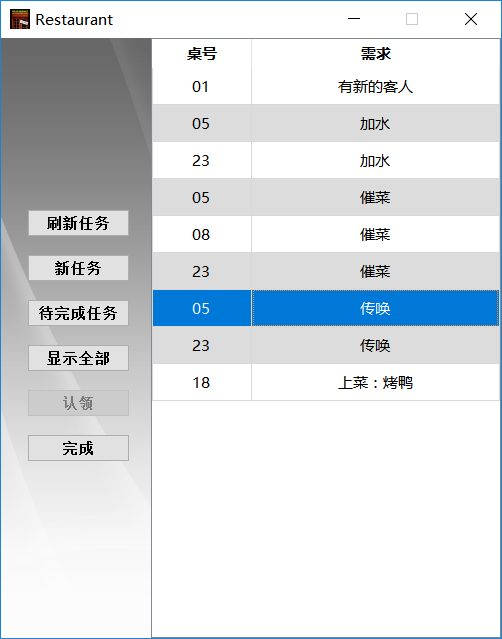 Restaurant
刷新任务
新任务
待完成任务
显示全部
认领
完成
桌号 需求
01 有新的客人
05 加水
23 加水
05 催菜
08 催菜
23 催菜
05 传唤
23 传唤
18 上菜：烤鸭